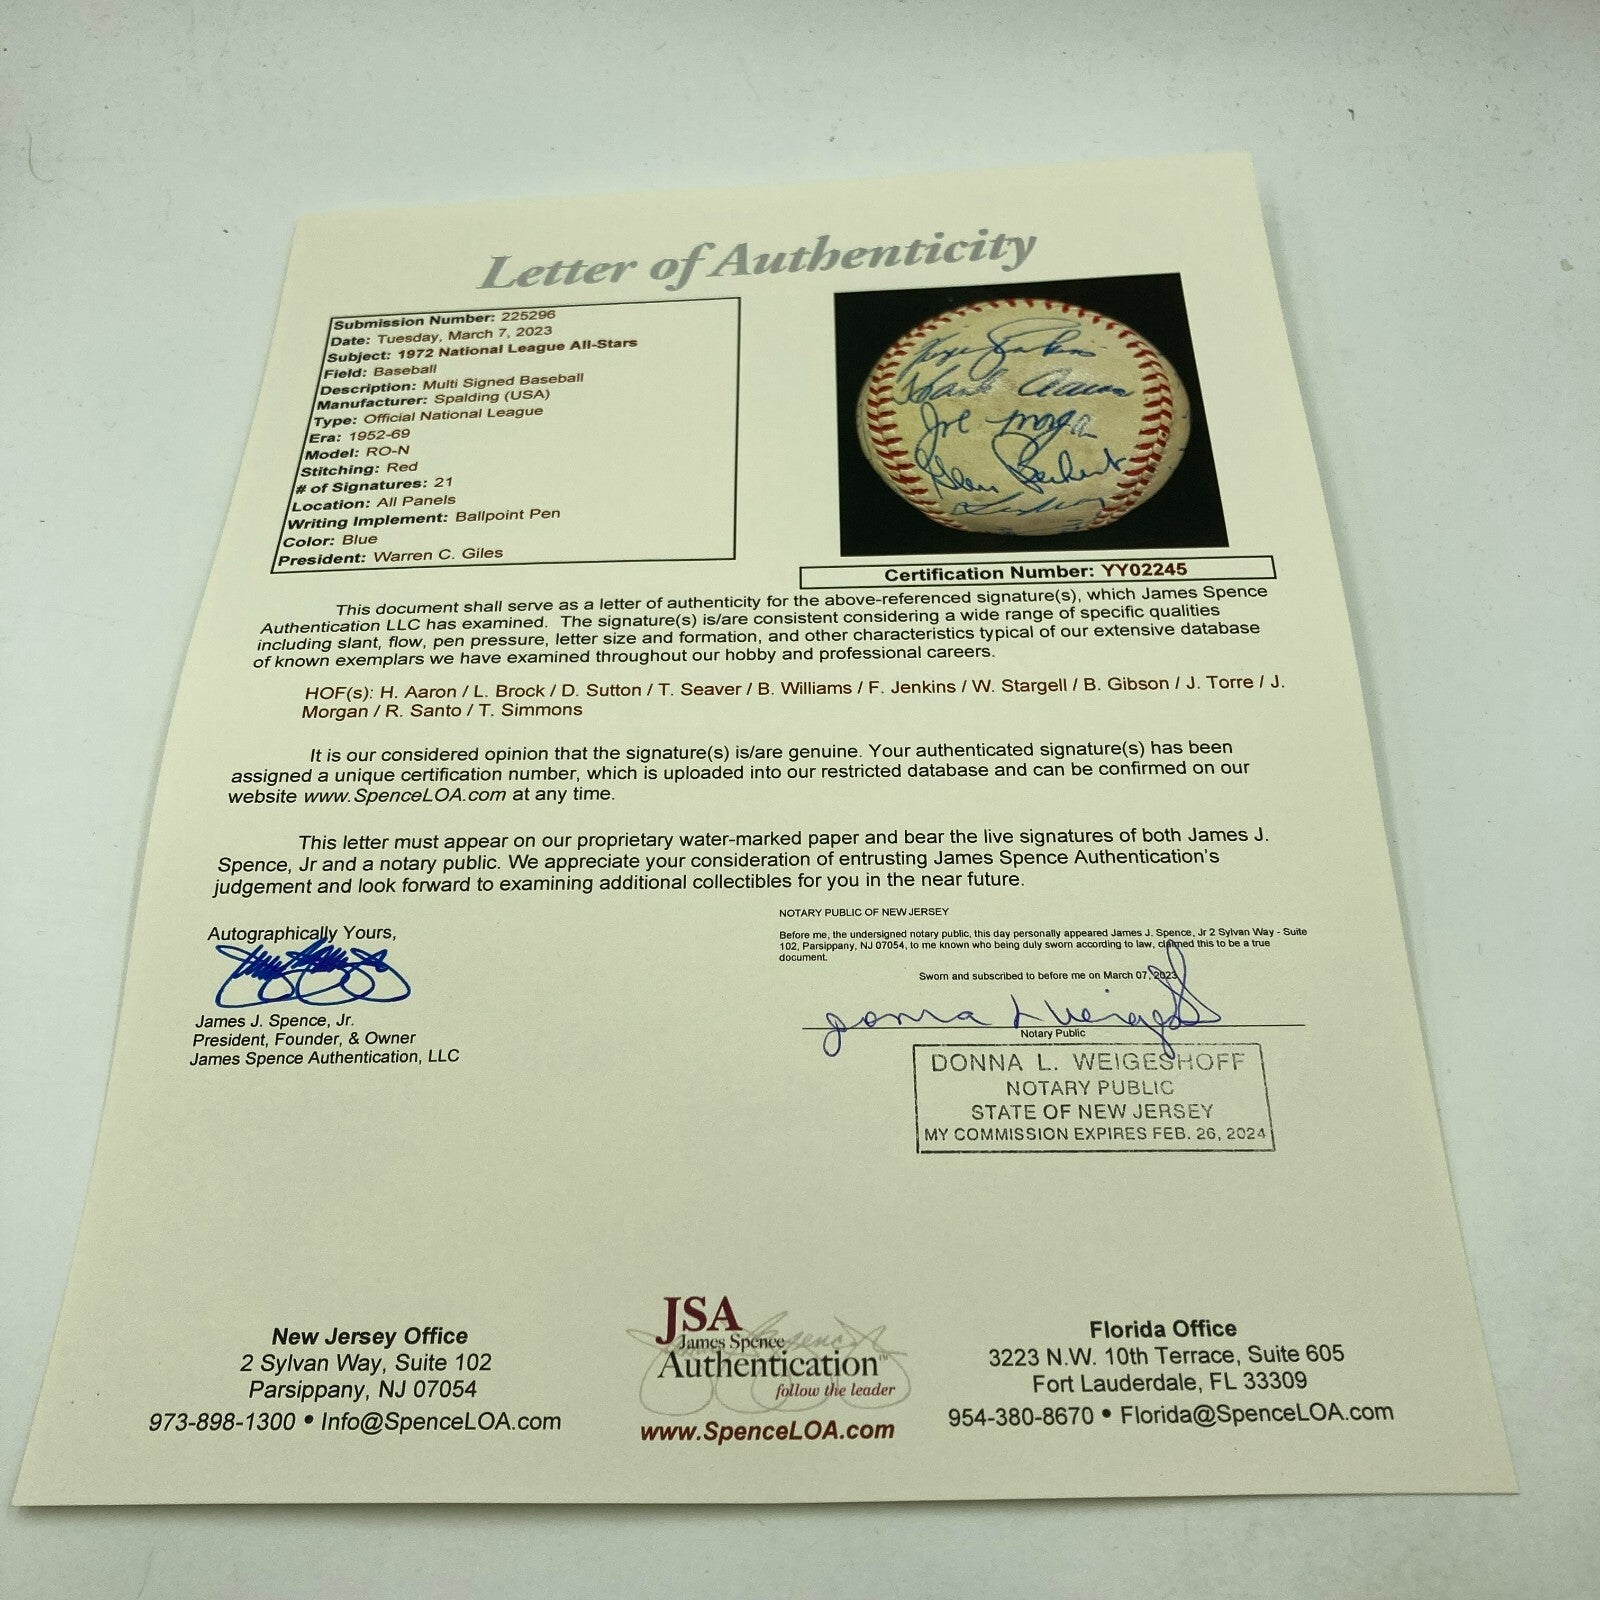 Letter of Authenticity
Submission Number: 225296
Date: Tuesday, March 7, 2023
Subject: 1972 National League All-Stars
Field: Baseball
Description: Multi Signed Baseball
Manufacturer: Spalding (USA)
Type: Official National League
Era: 1952-69
Model: RO-N
Stitching: Red
# of Signatures: 21
Location: All Panels
Writing Implement: Ballpoint Pen
Color: Blue
President: Warren C. Giles
Hank Aaron
Joe Morgan
Glenn Beckert
Certification Number: YY02245
This document shall serve as a letter of authenticity for the above-referenced signature(s), which James Spence
Authentication LLC has examined. The signature(s) is/are consistent considering a wide range of specific qualities
including slant, flow, pen pressure, letter size and formation, and other characteristics typical of our extensive database
of known exemplars we have examined throughout our hobby and professional careers.
HOF(s): H. Aaron / L. Brock / D. Sutton / T. Seaver / B. Williams / F. Jenkins / W. Stargell / B. Gibson / J. Torre / J.
Morgan / R. Santo / T. Simmons
It is our considered opinion that the signature(s) is/are genuine. Your authenticated signature(s) has been
assigned a unique certification number, which is uploaded into our restricted database and can be confirmed on our
website www.SpenceLOA.com at any time.
This letter must appear on our proprietary water-marked paper and bear the live signatures of both James J.
Spence, Jr and a notary public. We appreciate your consideration of entrusting James Spence Authentication's
judgement and look forward to examining additional collectibles for you in the near future.
Autographically Yours,
James J. Spence, Jr.
President, Founder, & Owner
James Spence Authentication, LLC
NOTARY PUBLIC OF NEW JERSEY
Before me, the undersigned notary public, this day personally appeared James J. Spence, Jr 2 Sylvan Way - Suite
102, Parsippany, NJ 07054, to me known who being duly sworn according to law, claimed this to be a true
document.
Sworn and subscribed to before me on March 07, 2023
Donna L Weigeshoff
Notary Public
DONNA L. WEIGESHOFF
NOTARY PUBLIC
STATE OF NEW JERSEY
MY COMMISSION EXPIRES FEB. 26, 2024
New Jersey Office
2 Sylvan Way, Suite 102
Parsippany, NJ 07054
973-898-1300 • Info@SpenceLOA.com
JSA
James Spence
Authentication™
follow the leader
www.SpenceLOA.com
Florida Office
3223 N.W. 10th Terrace, Suite 605
Fort Lauderdale, FL 33309
954-380-8670 • Florida@SpenceLOA.com